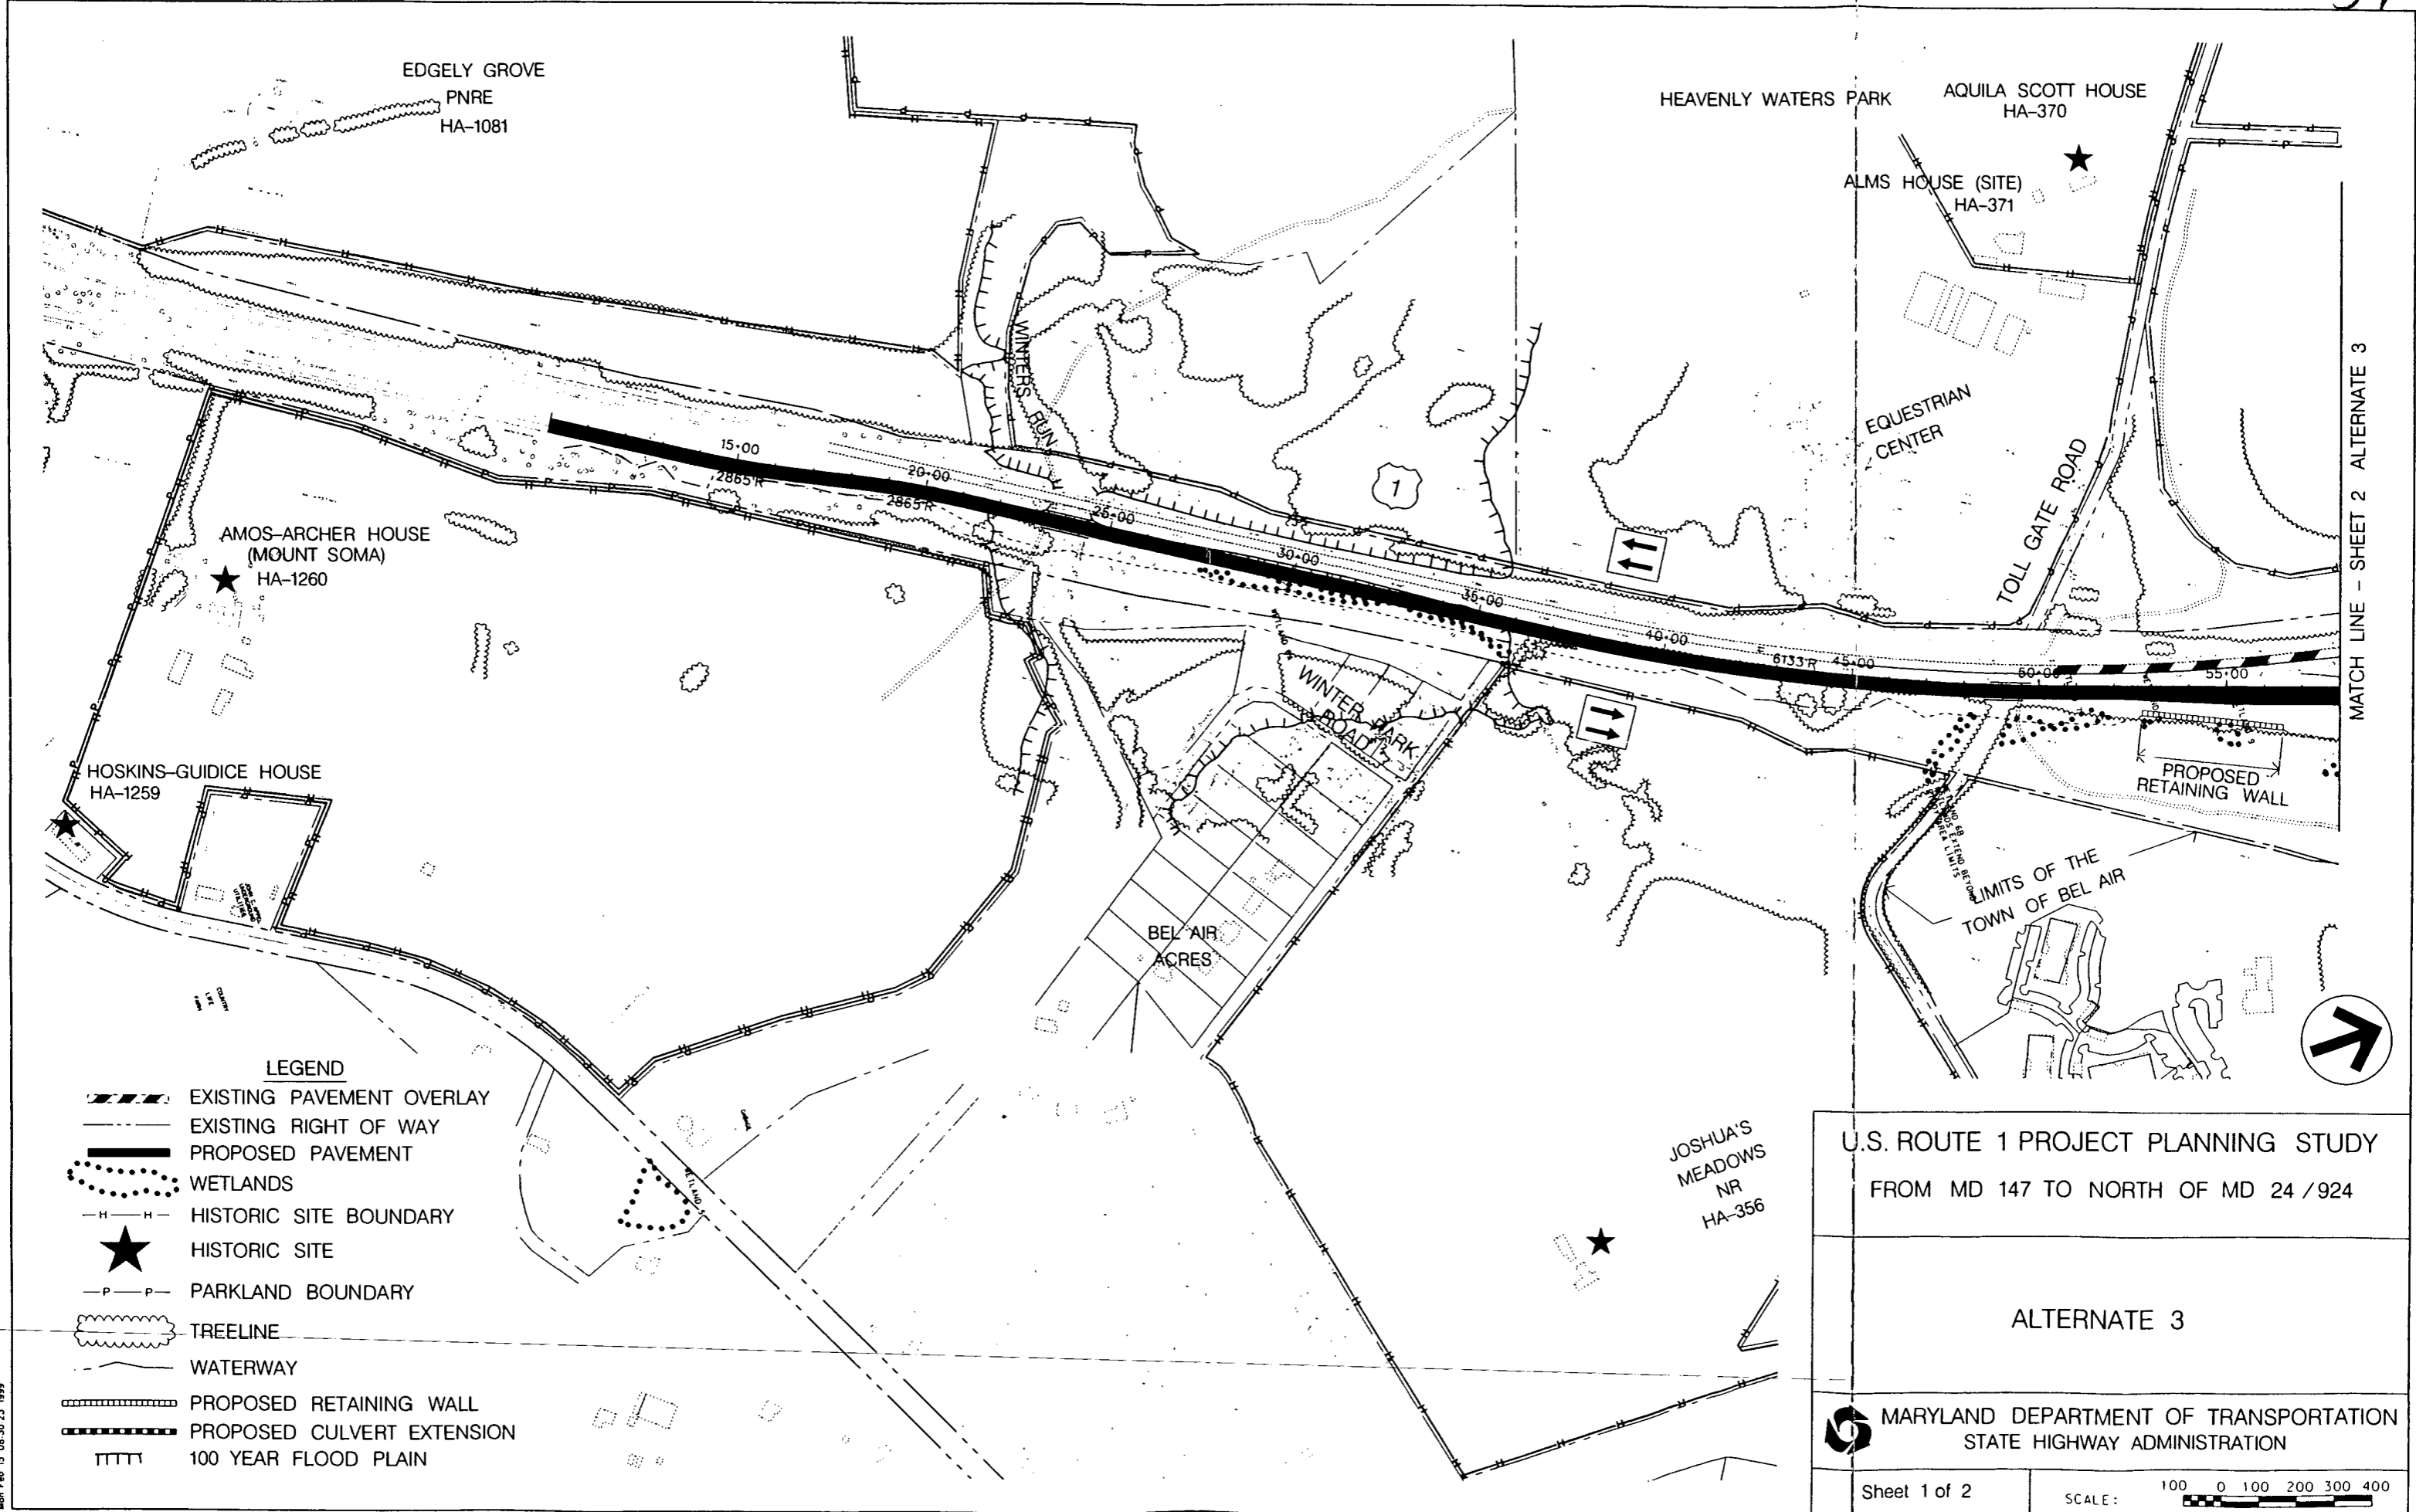 EDGELY GROVE
PNRE
HA-1081
HEAVENLY WATERS PARK
AQUILA SCOTT HOUSE
HA-370
ALMS HOUSE (SITE)
HA-371
WINTERS RUN
1
EQUESTRIAN
CENTER
TOLL GATE ROAD
MATCH LINE - SHEET 2 ALTERNATE 3
15+00
2865'R
20+00
2865'R
25+00
30+00
35+00
40+00
6133'R
45+00
50+00
55+00
AMOS-ARCHER HOUSE
(MOUNT SOMA)
HA-1260
WINTER PARK
ROAD
PROPOSED
RETAINING WALL
HOSKINS-GUIDICE HOUSE
HA-1259
LIMITS OF THE
TOWN OF BEL AIR
BEL AIR
ACRES
JOSHUA'S
MEADOWS
NR
HA-356
LEGEND
EXISTING PAVEMENT OVERLAY
EXISTING RIGHT OF WAY
PROPOSED PAVEMENT
WETLANDS
HISTORIC SITE BOUNDARY
HISTORIC SITE
PARKLAND BOUNDARY
TREELINE
WATERWAY
PROPOSED RETAINING WALL
PROPOSED CULVERT EXTENSION
100 YEAR FLOOD PLAIN
U.S. ROUTE 1 PROJECT PLANNING STUDY
FROM MD 147 TO NORTH OF MD 24 /924
ALTERNATE 3
MARYLAND DEPARTMENT OF TRANSPORTATION
STATE HIGHWAY ADMINISTRATION
Sheet 1 of 2
SCALE:
100 0 100 200 300 400